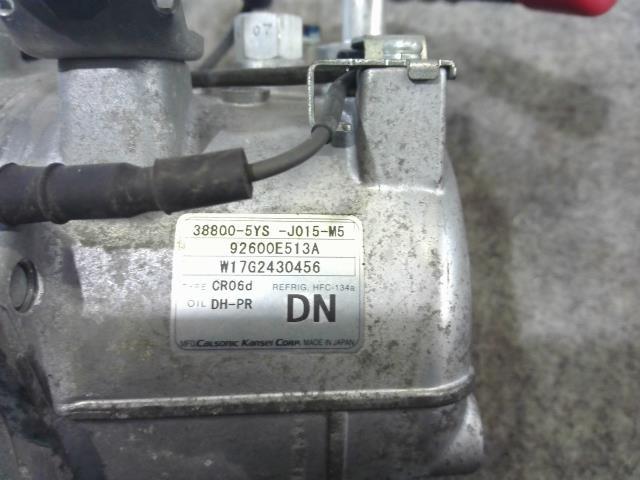 07
38800-5YS -J015-M5
92600E513A
W17G2430456
TYPE CR06d REFRIG. HFC-134a
OIL DH-PR DN
MFD Calsonic Kansei Corp. MADE IN JAPAN